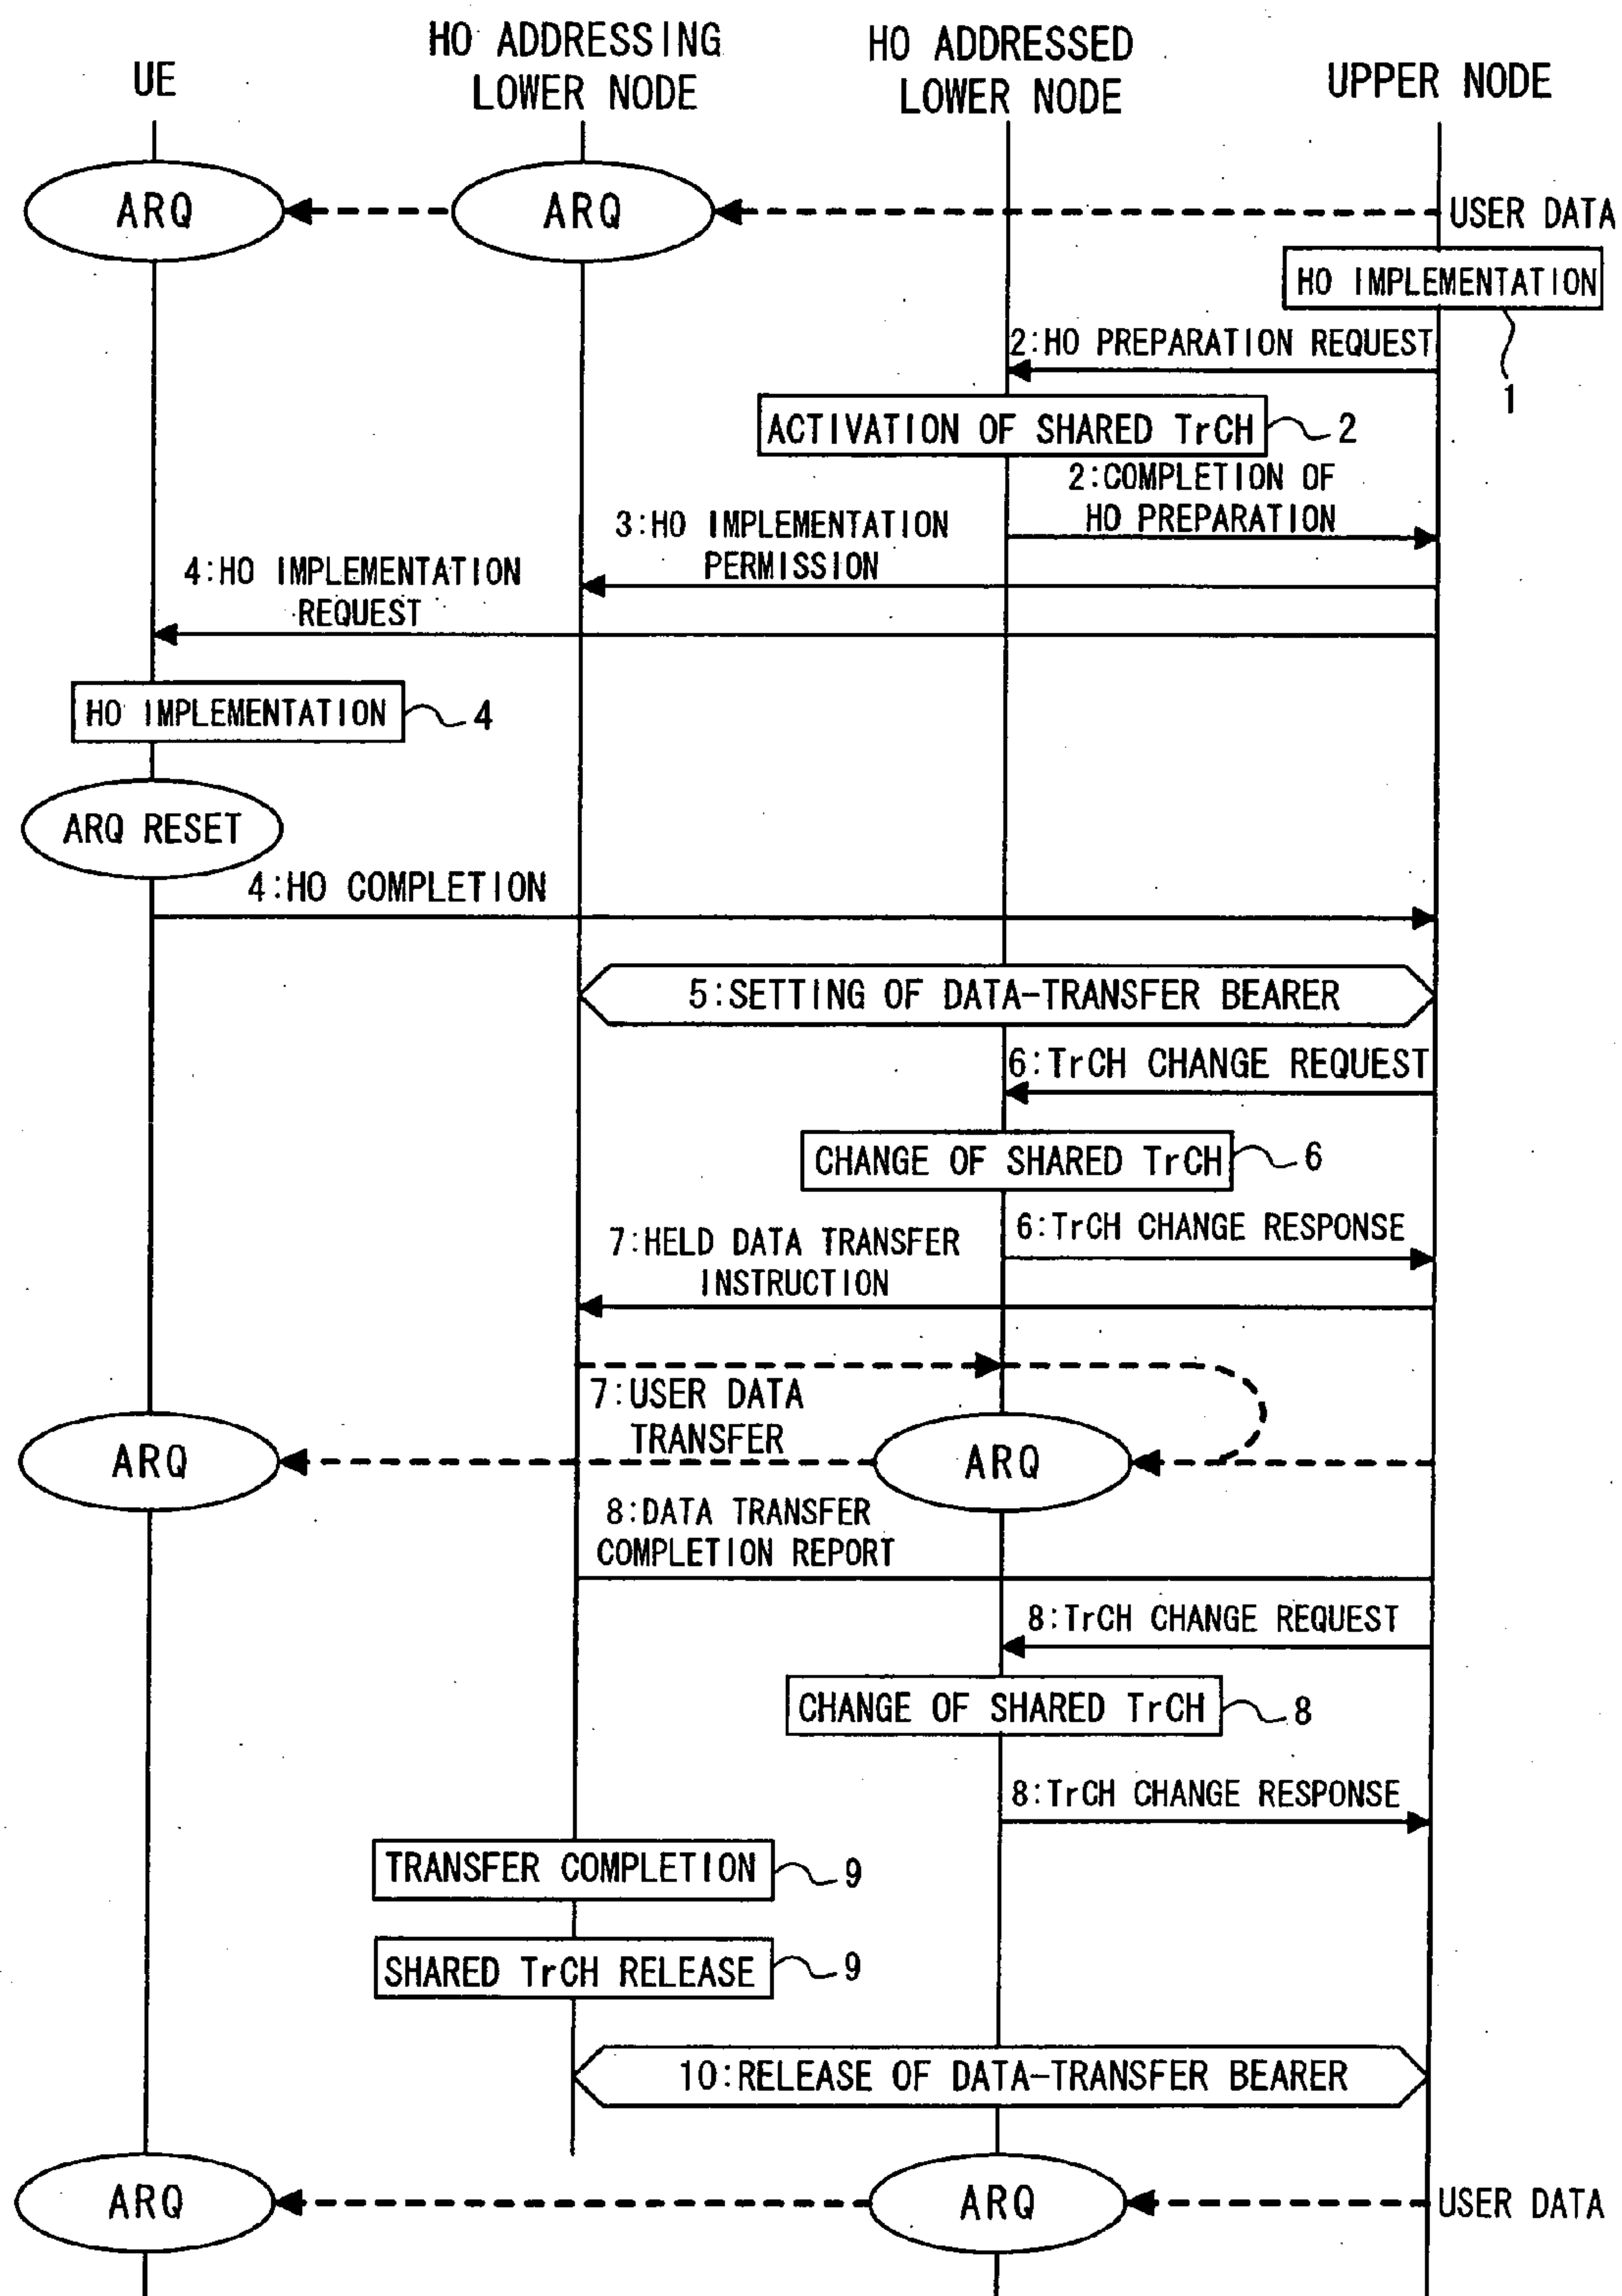 UE
HO ADDRESSING
LOWER NODE
HO ADDRESSED
LOWER NODE
UPPER NODE
ARQ
ARQ
USER DATA
HO IMPLEMENTATION
1
2:HO PREPARATION REQUEST
ACTIVATION OF SHARED TrCH
2
2:COMPLETION OF
HO PREPARATION
3:HO IMPLEMENTATION
PERMISSION
4:HO IMPLEMENTATION
REQUEST
HO IMPLEMENTATION
4
ARQ RESET
4:HO COMPLETION
5:SETTING OF DATA-TRANSFER BEARER
6:TrCH CHANGE REQUEST
CHANGE OF SHARED TrCH
6
6:TrCH CHANGE RESPONSE
7:HELD DATA TRANSFER
INSTRUCTION
7:USER DATA
TRANSFER
ARQ
ARQ
8:DATA TRANSFER
COMPLETION REPORT
8:TrCH CHANGE REQUEST
CHANGE OF SHARED TrCH
8
8:TrCH CHANGE RESPONSE
TRANSFER COMPLETION
9
SHARED TrCH RELEASE
9
10:RELEASE OF DATA-TRANSFER BEARER
ARQ
ARQ
USER DATA